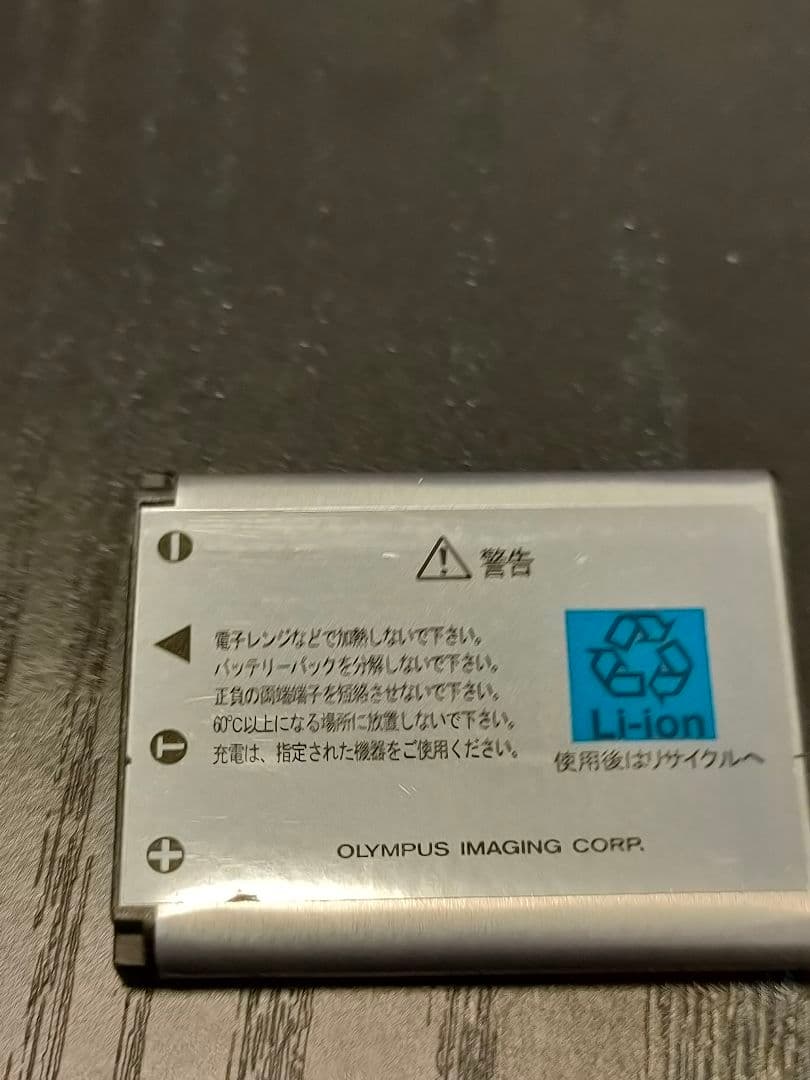 警告
電子レンジなどで加熱しないで下さい。
バッテリーパックを分解しないで下さい。
正負の両端端子を短絡させないで下さい。
60℃以上になる場所に放置しないで下さい。
充電は、指定された機器をご使用ください。
Li-ion
使用後はリサイクルへ
T
OLYMPUS IMAGING CORP.